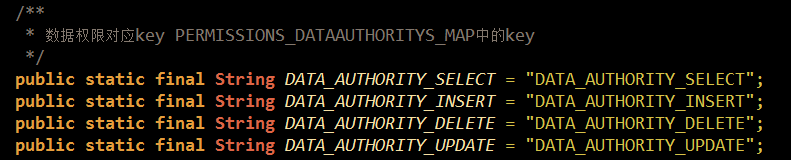 /**
* 数据权限对应key PERMISSIONS_DATAAUTHORITYS_MAP中的key
*/
public static final String DATA_AUTHORITY_SELECT = "DATA_AUTHORITY_SELECT";
public static final String DATA_AUTHORITY_INSERT = "DATA_AUTHORITY_INSERT";
public static final String DATA_AUTHORITY_DELETE = "DATA_AUTHORITY_DELETE";
public static final String DATA_AUTHORITY_UPDATE = "DATA_AUTHORITY_UPDATE";